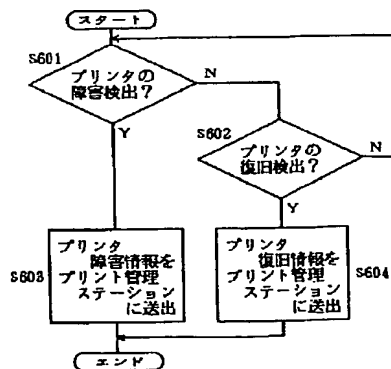 スタート
S601
プリンタの
障害検出？
N
Y
S602
プリンタの
復旧検出？
N
Y
S603
プリンタ
障害情報を
プリント管理
ステーション
に送出
プリンタ
復旧情報を
プリント管理
ステーション
に送出
S604
エンド